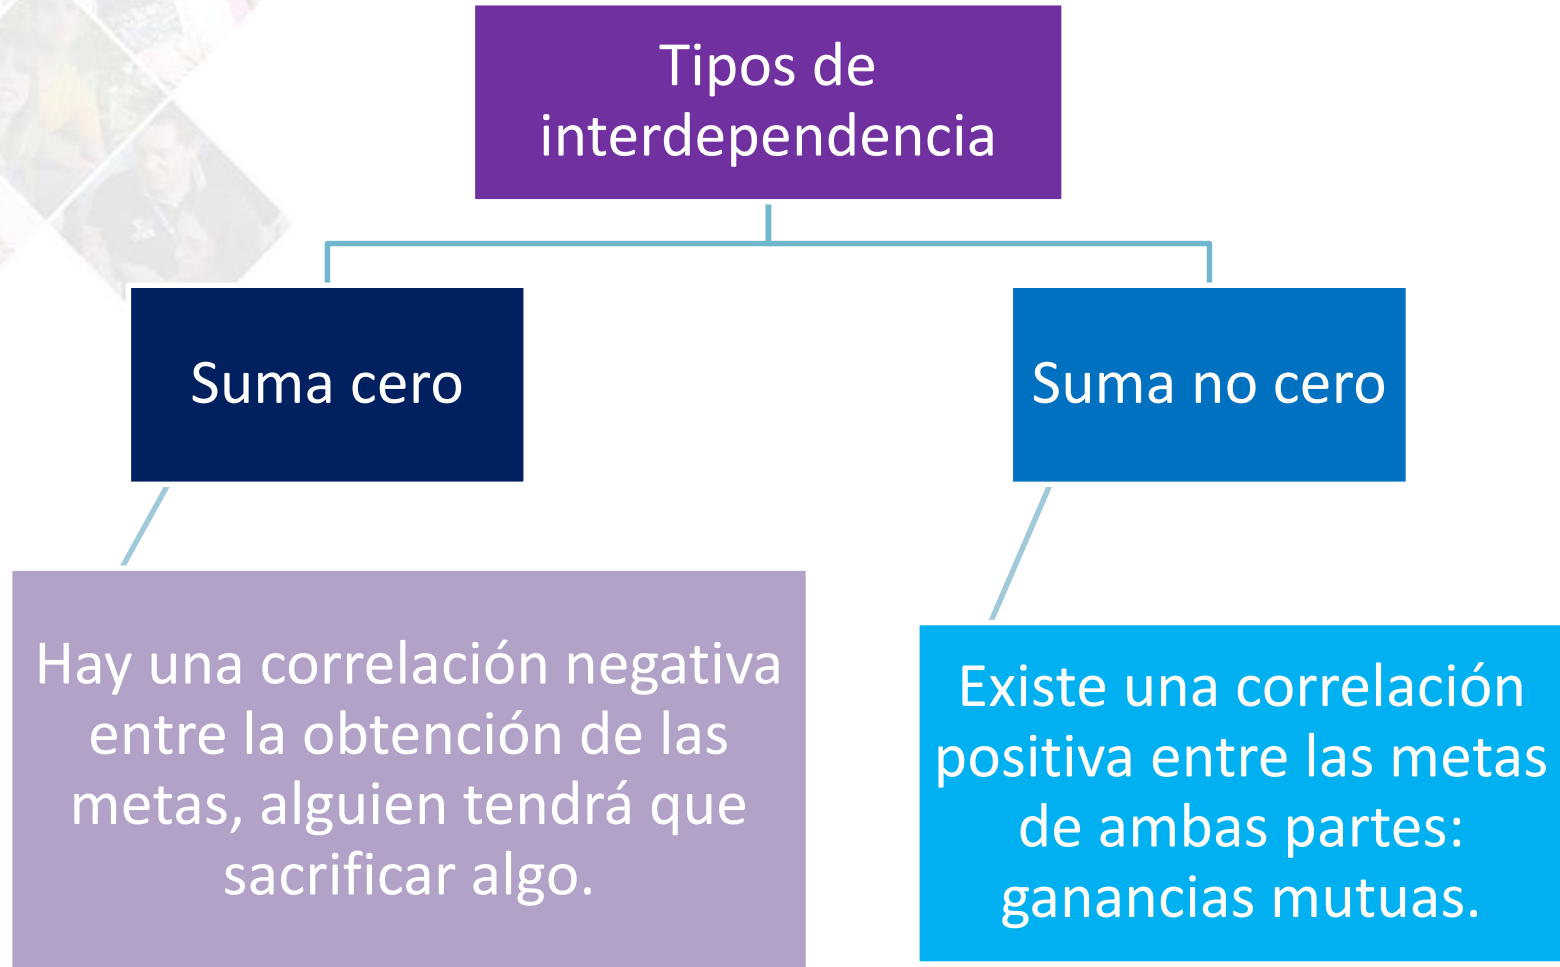 Tipos de
interdependencia
Suma cero
Suma no cero
Hay una correlación negativa
entre la obtención de las
metas, alguien tendrá que
sacrificar algo.
Existe una correlación
positiva entre las metas
de ambas partes:
ganancias mutuas.